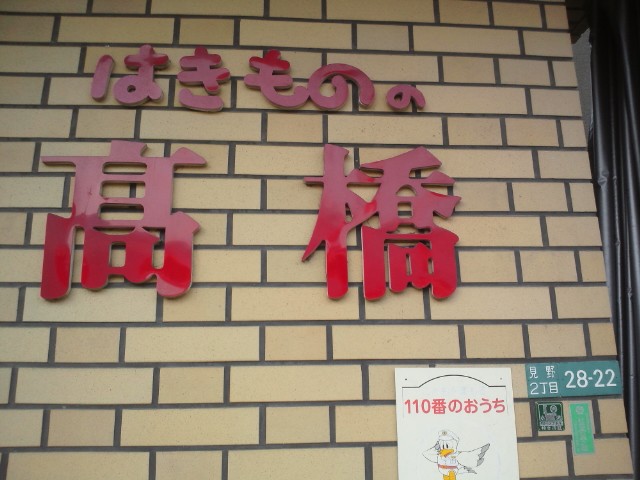 はきものの
髙橋
110番のおうち
見野
2丁目
28-22